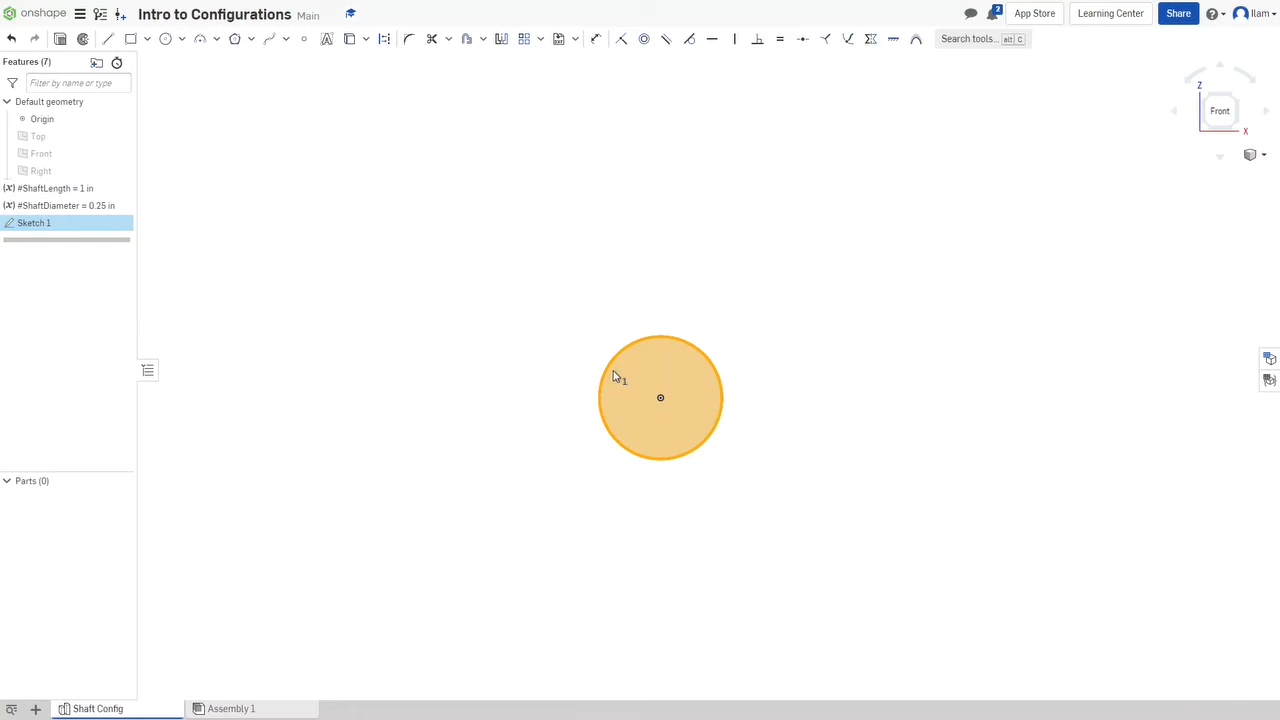 onshape Intro to Configurations Main App Store Learning Center Share 2 Ilam
Search tools... alt C
Features (7)
Filter by name or type
Default geometry
Origin
Top
Front
Right
(x) #ShaftLength = 1 in
(x) #ShaftDiameter = 0.25 in
Sketch 1
Z
Front
X
1
Parts (0)
Shaft Config Assembly 1